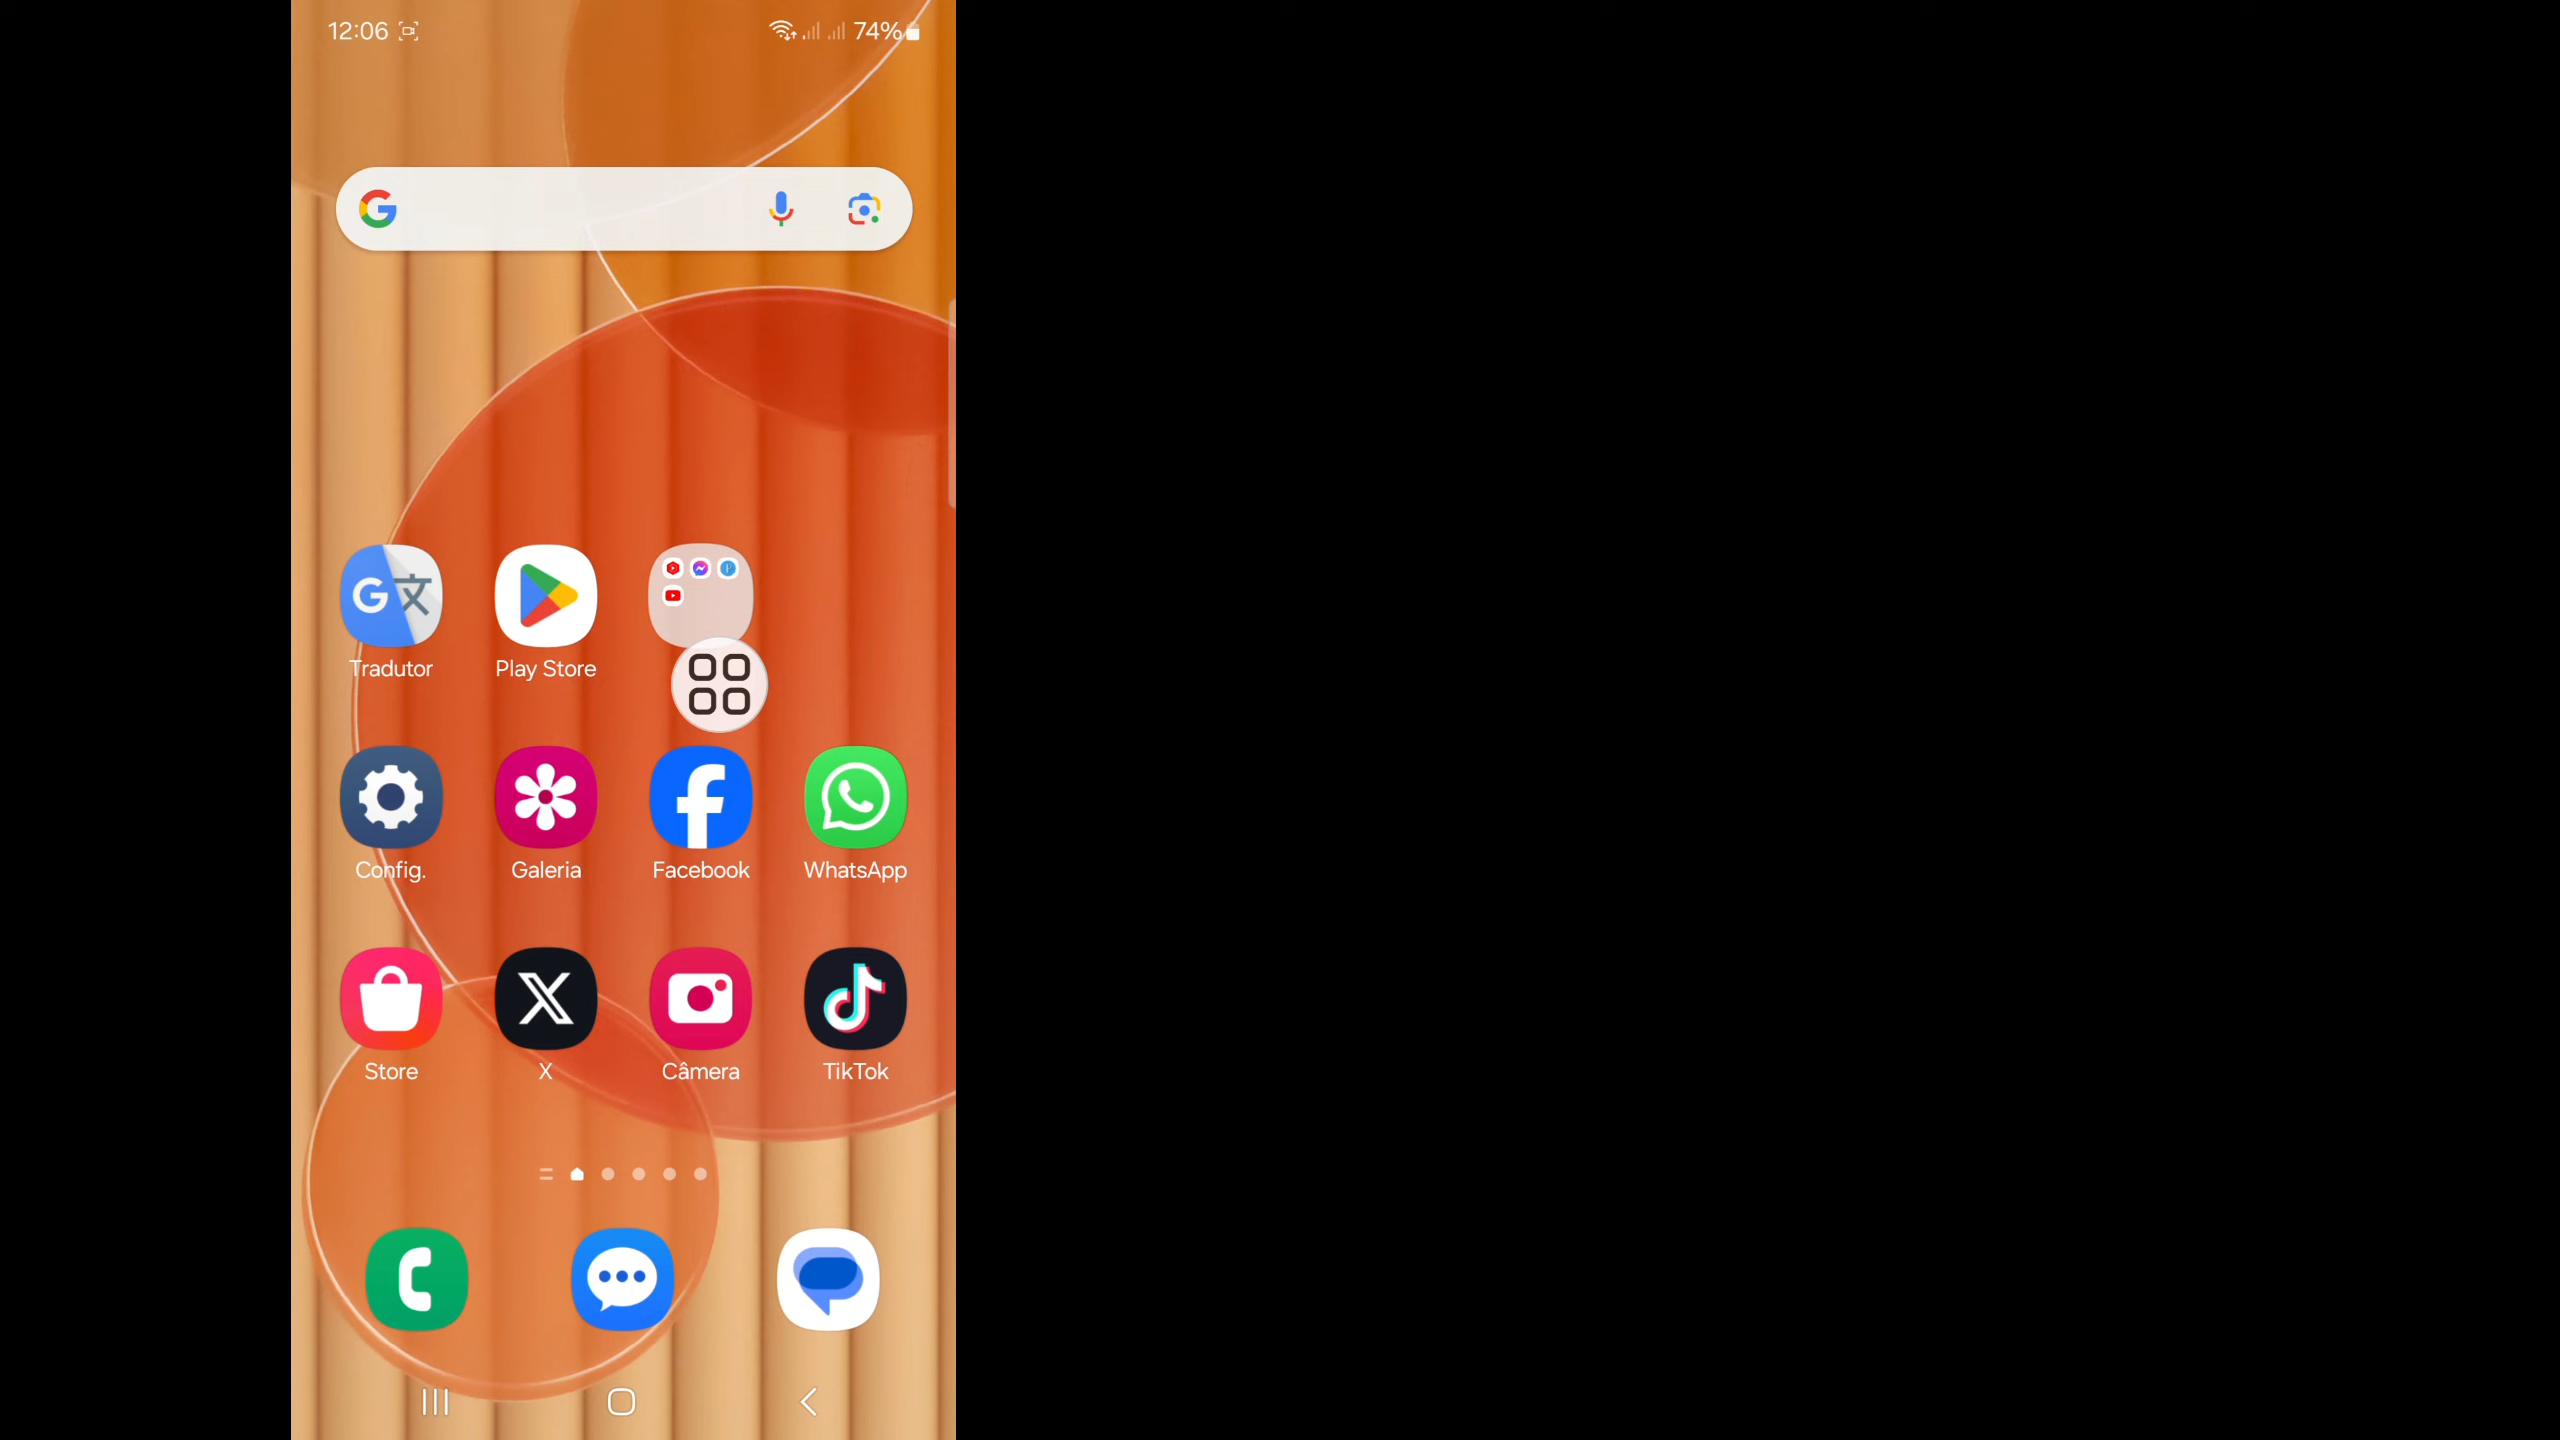 12:06 74%
Tradutor Play Store
Config. Galeria Facebook WhatsApp
Store X Câmera TikTok